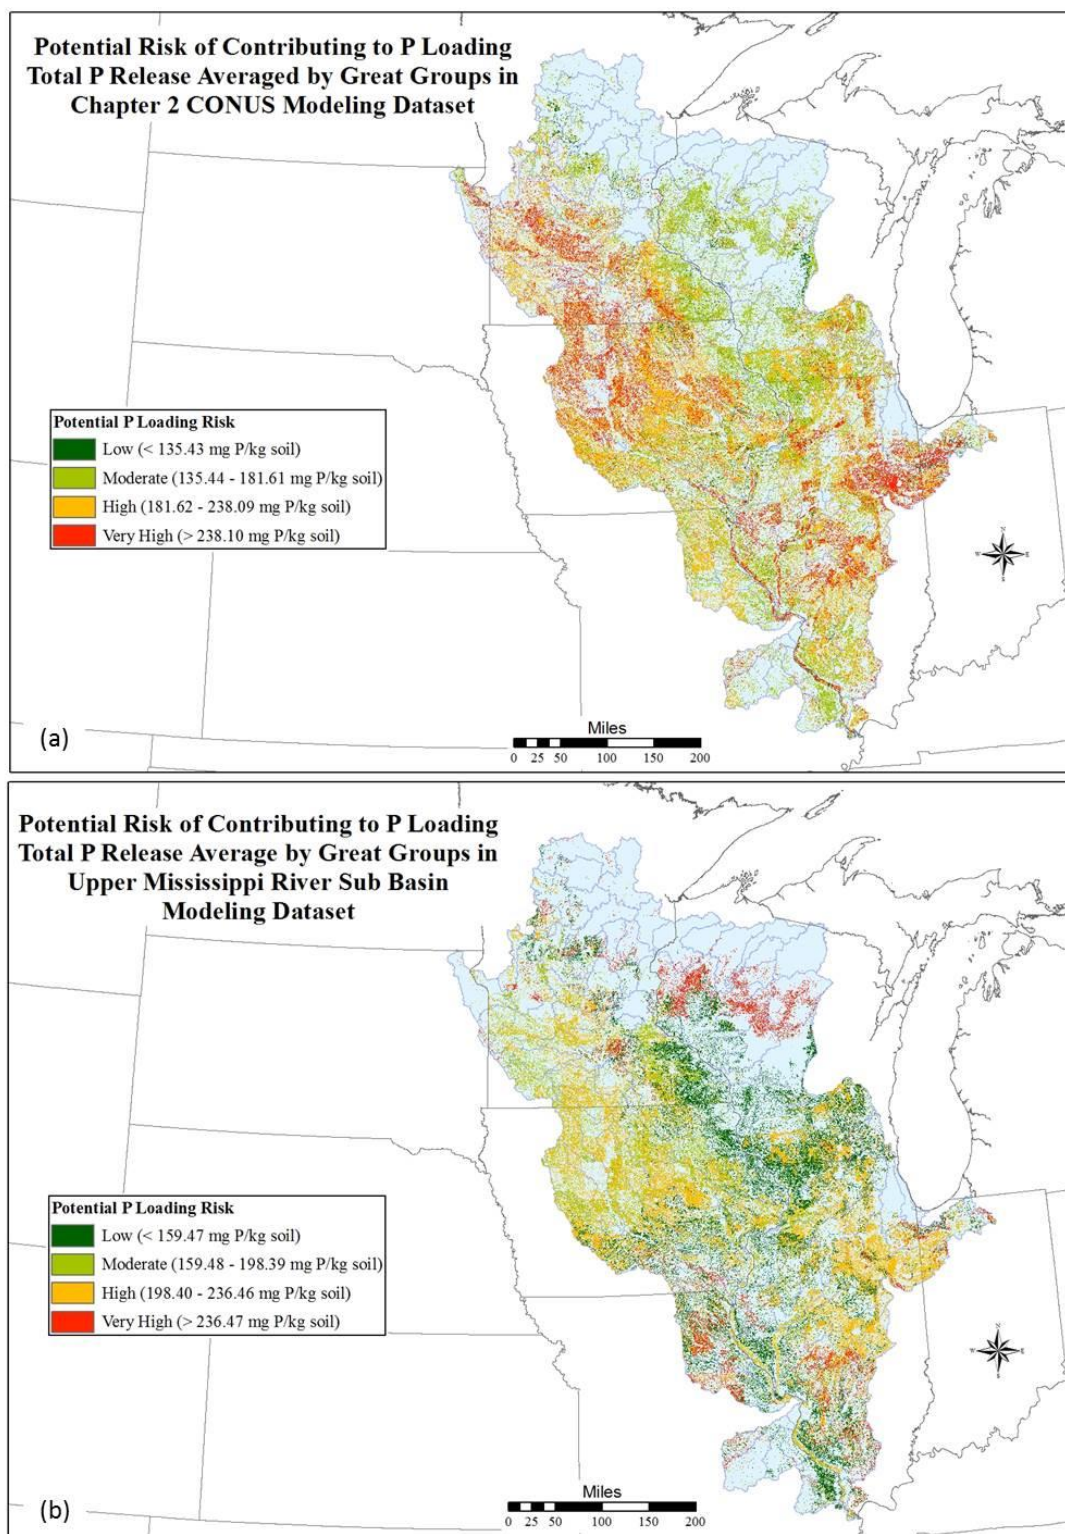 Potential Risk of Contributing to P Loading
Total P Release Averaged by Great Groups in
Chapter 2 CONUS Modeling Dataset
Potential P Loading Risk
Low (< 135.43 mg P/kg soil)
Moderate (135.44 - 181.61 mg P/kg soil)
High (181.62 - 238.09 mg P/kg soil)
Very High (> 238.10 mg P/kg soil)
N
W E
S
(a)
Miles
0 25 50 100 150 200
Potential Risk of Contributing to P Loading
Total P Release Average by Great Groups in
Upper Mississippi River Sub Basin
Modeling Dataset
Potential P Loading Risk
Low (< 159.47 mg P/kg soil)
Moderate (159.48 - 198.39 mg P/kg soil)
High (198.40 - 236.46 mg P/kg soil)
Very High (> 236.47 mg P/kg soil)
N
W E
S
(b)
Miles
0 25 50 100 150 200